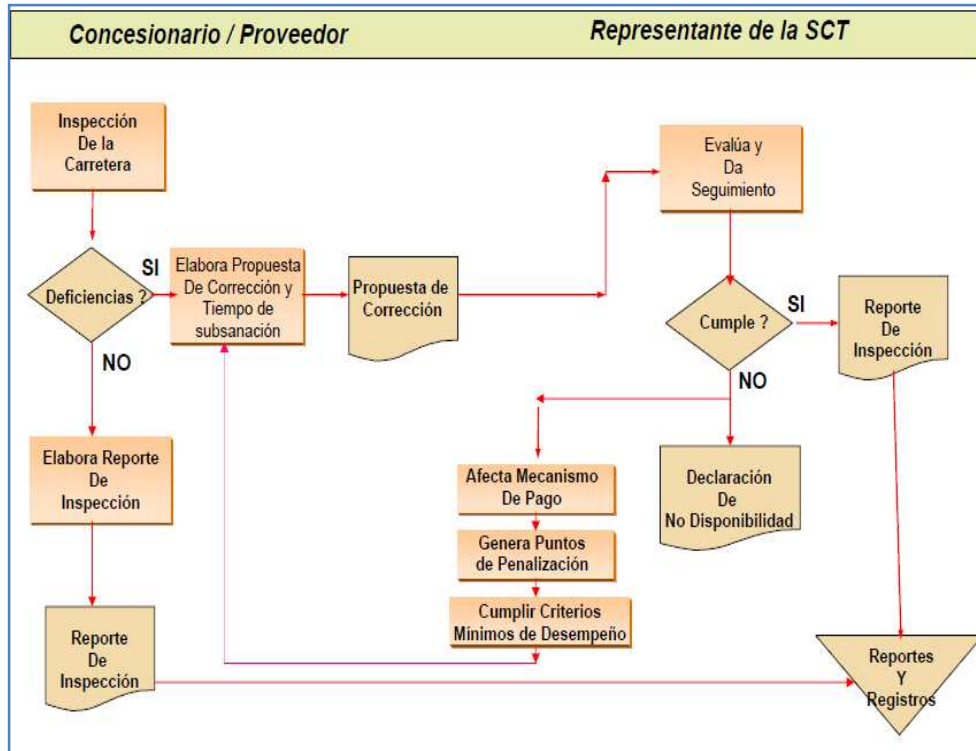 Concesionario / Proveedor
Representante de la SCT
Inspección
De la
Carretera
Deficiencias ?
SI
NO
Elabora Propuesta
De Corrección y
Tiempo de
subsanación
Propuesta de
Corrección
Evalúa y
Da
Seguimiento
Cumple ?
SI
NO
Reporte
De
Inspección
Elabora Reporte
De
Inspección
Afecta Mecanismo
De Pago
Genera Puntos
de Penalización
Cumplir Criterios
Mínimos de Desempeño
Declaración
De
No Disponibilidad
Reporte
De
Inspección
Reportes
Y
Registros